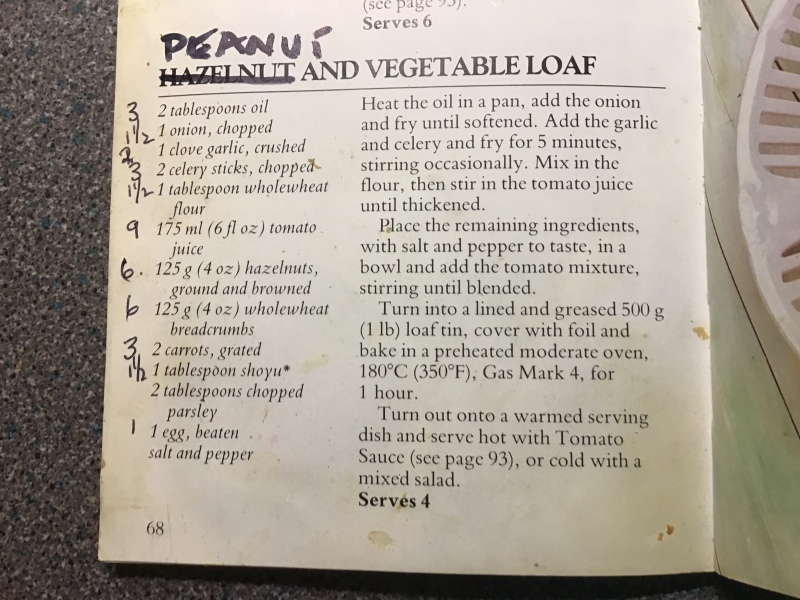 (see page 93).
Serves 6
PEANUT
HAZELNUT AND VEGETABLE LOAF
3 2 tablespoons oil
1½ 1 onion, chopped
2 1 clove garlic, crushed
3 2 celery sticks, chopped
1½ 1 tablespoon wholewheat
flour
9 175 ml (6 fl oz) tomato
juice
6. 125 g (4 oz) hazelnuts,
ground and browned
6 125 g (4 oz) wholewheat
breadcrumbs
3 2 carrots, grated
1½ 1 tablespoon shoyu*
2 tablespoons chopped
parsley
1 1 egg, beaten
salt and pepper
Heat the oil in a pan, add the onion
and fry until softened. Add the garlic
and celery and fry for 5 minutes,
stirring occasionally. Mix in the
flour, then stir in the tomato juice
until thickened.
Place the remaining ingredients,
with salt and pepper to taste, in a
bowl and add the tomato mixture,
stirring until blended.
Turn into a lined and greased 500 g
(1 lb) loaf tin, cover with foil and
bake in a preheated moderate oven,
180°C (350°F), Gas Mark 4, for
1 hour.
Turn out onto a warmed serving
dish and serve hot with Tomato
Sauce (see page 93), or cold with a
mixed salad.
Serves 4
68